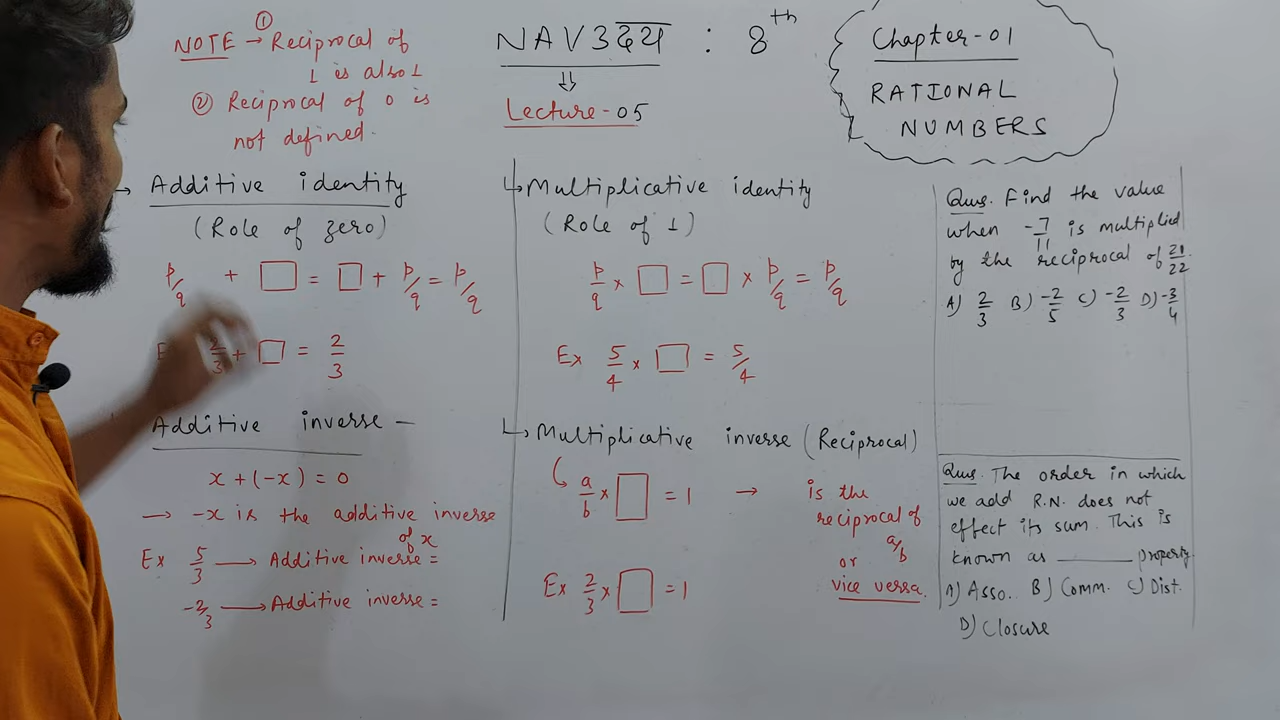 ①
NOTE → Reciprocal of
1 is also 1
② Reciprocal of 0 is
not defined.
NAV3दय : 8th
⇓
Lecture-05
Chapter-01
RATIONAL
NUMBERS
→ Additive identity
(Role of zero)
p/q + □ = □ + p/q = p/q
2/3 + □ = 2/3
Additive inverse —
x + (-x) = 0
→ -x is the additive inverse
of x
Ex 5/3 → Additive inverse =
-2/3 → Additive inverse =
↳ Multiplicative identity
(Role of 1)
p/q × □ = □ × p/q = p/q
Ex 5/4 × □ = 5/4
↳ Multiplicative inverse (Reciprocal)
a/b × □ = 1 → is the
reciprocal of
a/b
or
vice versa.
Ex 2/3 × □ = 1
Ques. Find the value
when -7/11 is multiplied
by the reciprocal of 21/22.
A) 2/3 B) -2/5 C) -2/3 D) -3/4
Ques. The order in which
we add R.N. does not
effect its sum. This is
known as ______ property
A) Asso. B) Comm. C) Dist.
D) Closure